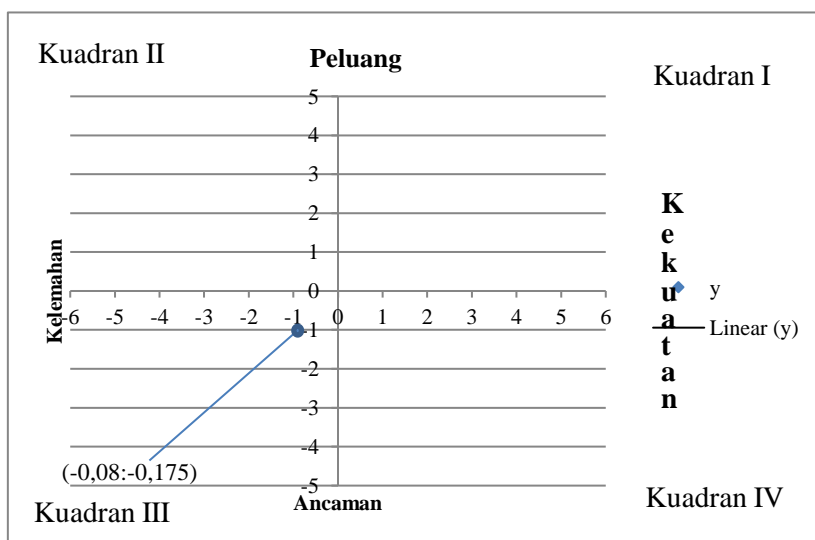 Kuadran II
Peluang
Kuadran I
5
4
3
2
1
0
-1
-2
-3
-4
-5
-6 -5 -4 -3 -2 -1 0 1 2 3 4 5 6
Kelemahan
Kekuatan
y
Linear (y)
(-0,08:-0,175)
Ancaman
Kuadran III
Kuadran IV